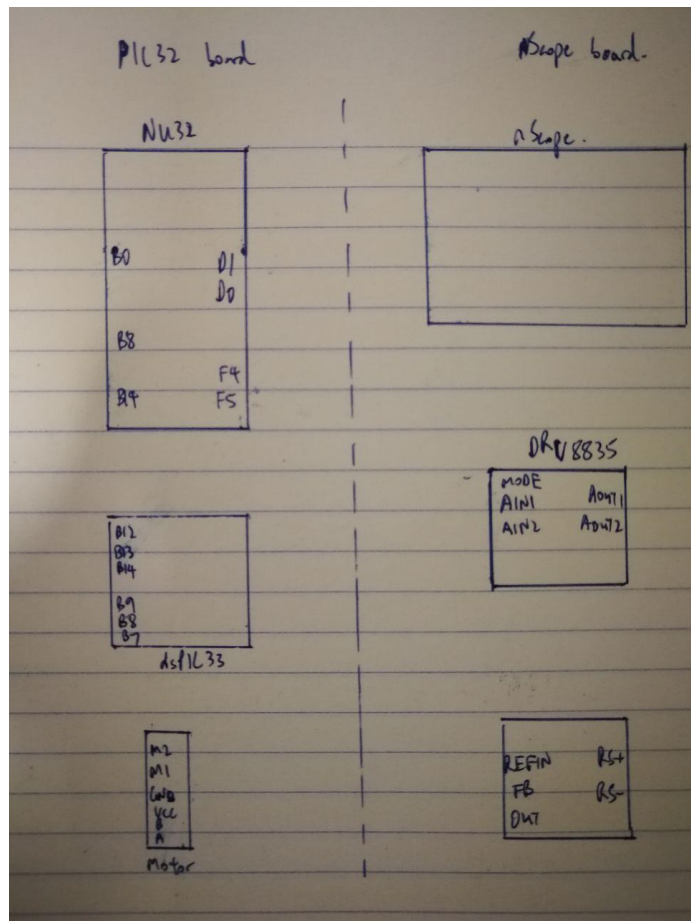 PIC32 board
nScope board.
NU32
nScope.
B0
D1
D0
B8
F4
B14
F5
DRV8835
MODE
AIN1
AOUT1
AIN2
AOUT2
B12
B13
B14
B9
B8
B7
dsPIC33
M2
M1
GND
VCC
B
A
Motor
REFIN
RS+
FB
RS-
OUT